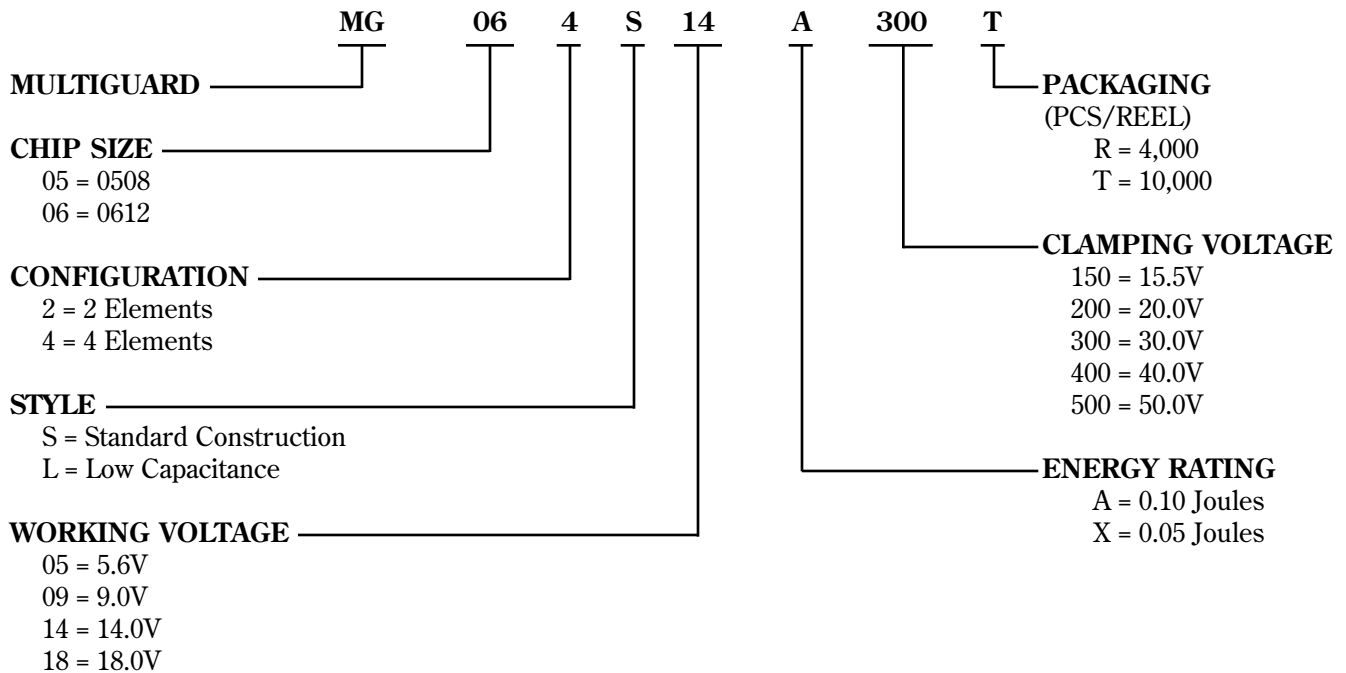 MG 06 4 S 14 A 300 T
MULTIGUARD
CHIP SIZE
05 = 0508
06 = 0612
CONFIGURATION
2 = 2 Elements
4 = 4 Elements
STYLE
S = Standard Construction
L = Low Capacitance
WORKING VOLTAGE
05 = 5.6V
09 = 9.0V
14 = 14.0V
18 = 18.0V
PACKAGING
(PCS/REEL)
R = 4,000
T = 10,000
CLAMPING VOLTAGE
150 = 15.5V
200 = 20.0V
300 = 30.0V
400 = 40.0V
500 = 50.0V
ENERGY RATING
A = 0.10 Joules
X = 0.05 Joules